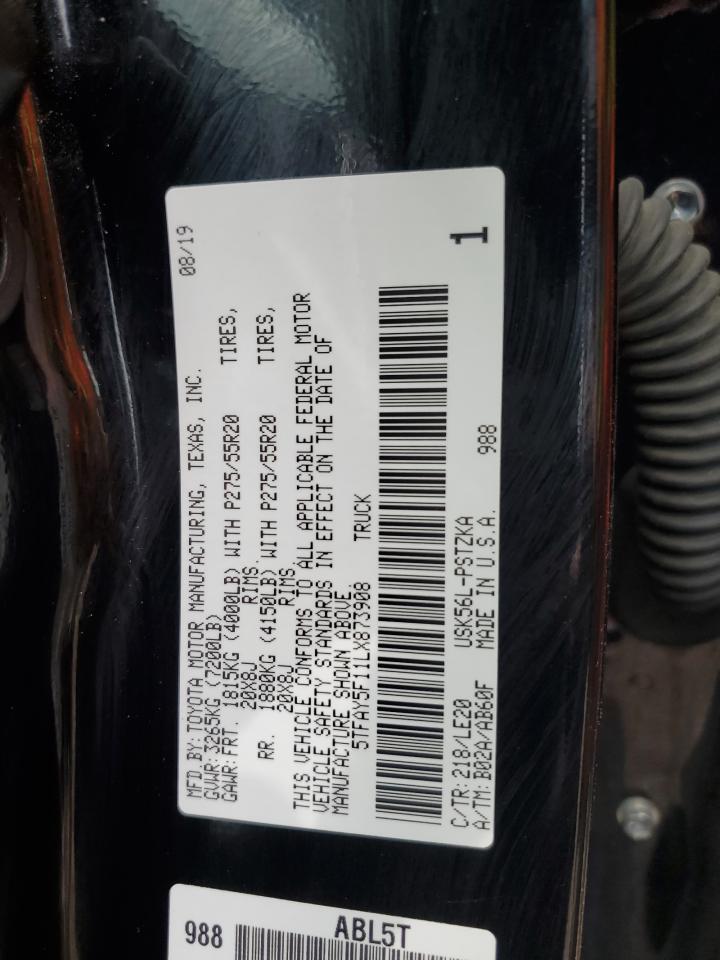 MFD.BY:TOYOTA MOTOR MANUFACTURING, TEXAS, INC. 08/19
GVWR:3265KG (7200LB)
GAWR:FRT. 1815KG (4000LB) WITH P275/55R20 TIRES,
20X8J RIMS
RR. 1880KG (4150LB) WITH P275/55R20 TIRES,
20X8J RIMS.
THIS VEHICLE CONFORMS TO ALL APPLICABLE FEDERAL MOTOR
VEHICLE SAFETY STANDARDS IN EFFECT ON THE DATE OF
MANUFACTURE SHOWN ABOVE
5TFAY5F11LX873908 TRUCK
C/TR:218/LE20 USK56L-PSTZKA 988
A/TM:B02A/AB60F MADE IN U.S.A.
1
988 ABL5T